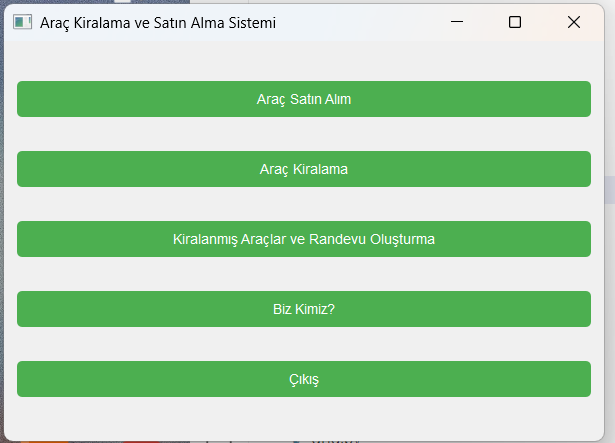 Araç Kiralama ve Satın Alma Sistemi
Araç Satın Alım
Araç Kiralama
Kiralanmış Araçlar ve Randevu Oluşturma
Biz Kimiz?
Çıkış